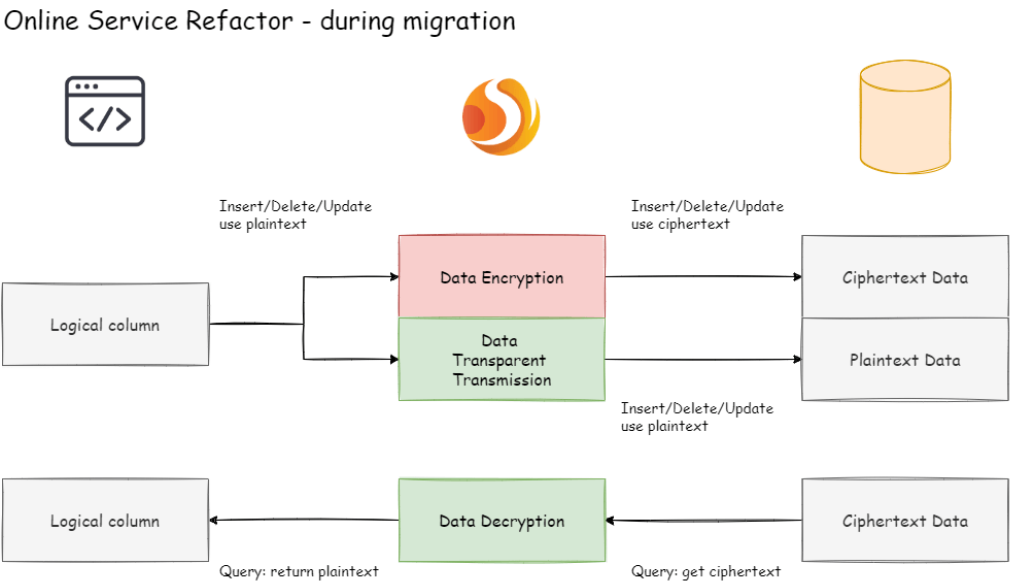 Online Service Refactor - during migration
</>
Insert/Delete/Update
use plaintext
Insert/Delete/Update
use ciphertext
Logical column
Data Encryption
Ciphertext Data
Data
Transparent
Transmission
Plaintext Data
Insert/Delete/Update
use plaintext
Logical column
Data Decryption
Ciphertext Data
Query: return plaintext
Query: get ciphertext